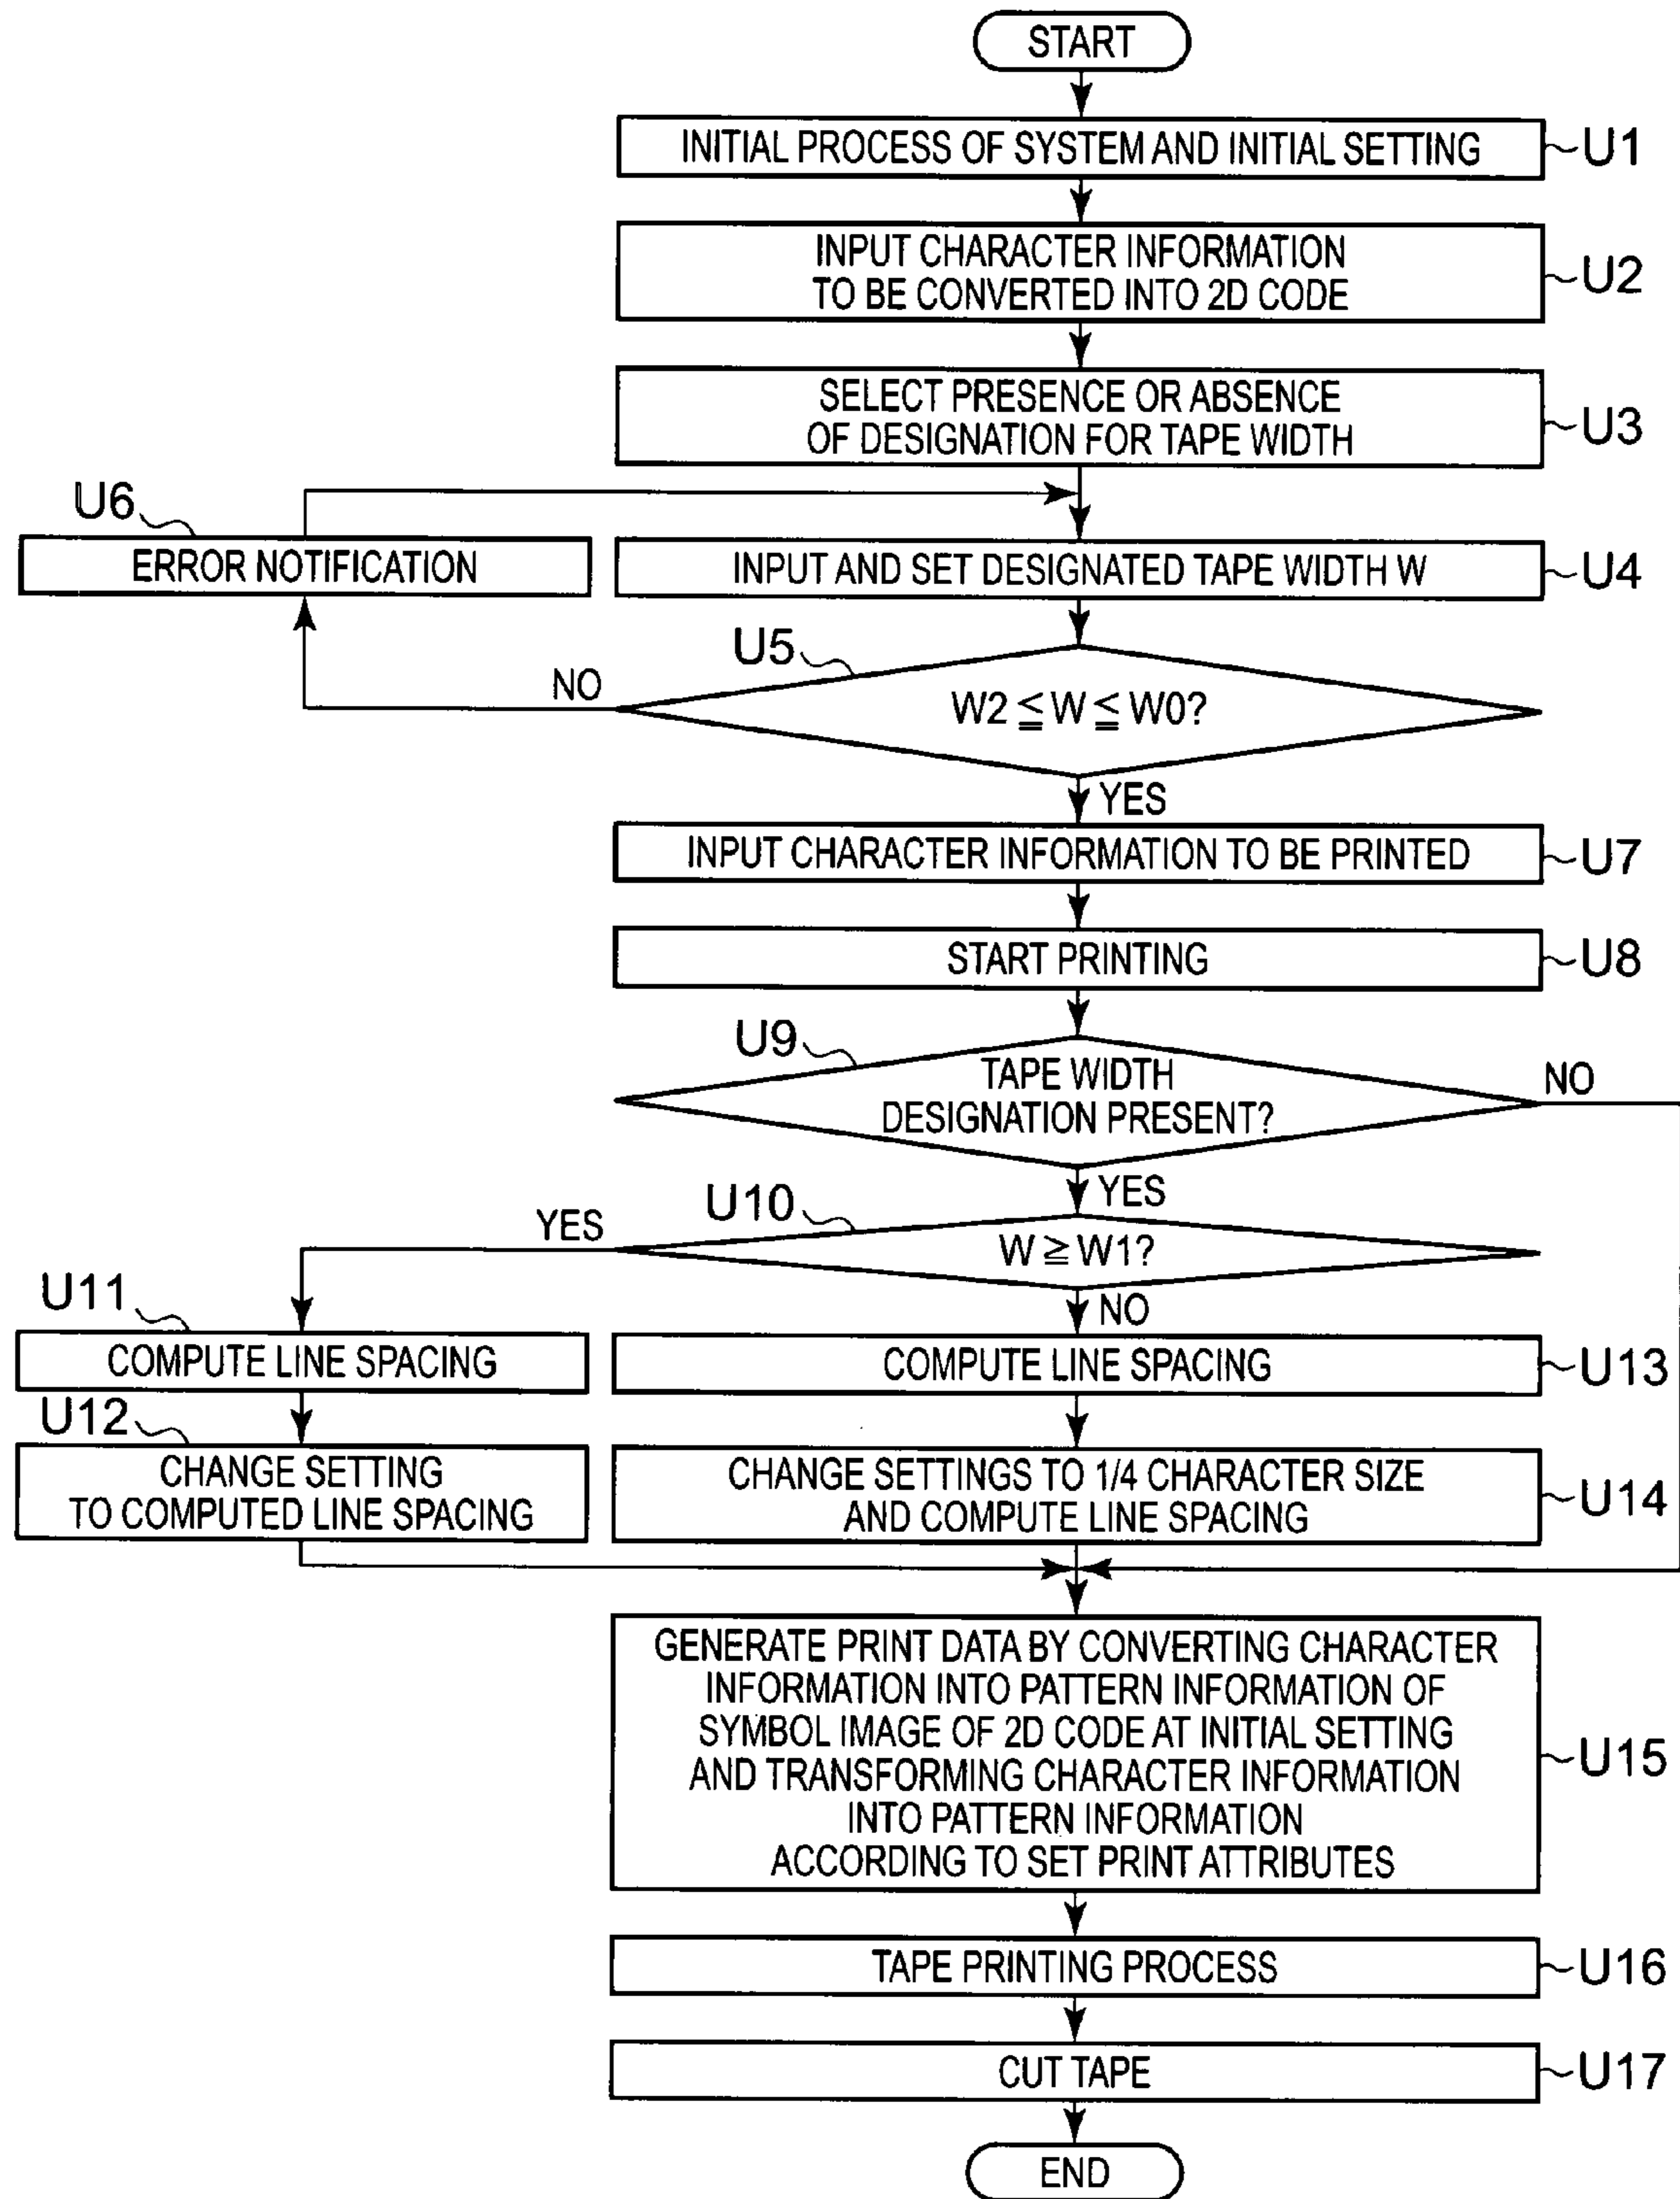 START
INITIAL PROCESS OF SYSTEM AND INITIAL SETTING
U1
INPUT CHARACTER INFORMATION
TO BE CONVERTED INTO 2D CODE
U2
SELECT PRESENCE OR ABSENCE
OF DESIGNATION FOR TAPE WIDTH
U3
U6
ERROR NOTIFICATION
INPUT AND SET DESIGNATED TAPE WIDTH W
U4
U5
NO
W2 ≦ W ≦ W0?
YES
INPUT CHARACTER INFORMATION TO BE PRINTED
U7
START PRINTING
U8
U9
TAPE WIDTH
DESIGNATION PRESENT?
NO
YES
U10
YES
W ≧ W1?
NO
U11
COMPUTE LINE SPACING
COMPUTE LINE SPACING
U13
U12
CHANGE SETTING
TO COMPUTED LINE SPACING
CHANGE SETTINGS TO 1/4 CHARACTER SIZE
AND COMPUTE LINE SPACING
U14
GENERATE PRINT DATA BY CONVERTING CHARACTER
INFORMATION INTO PATTERN INFORMATION OF
SYMBOL IMAGE OF 2D CODE AT INITIAL SETTING
AND TRANSFORMING CHARACTER INFORMATION
INTO PATTERN INFORMATION
ACCORDING TO SET PRINT ATTRIBUTES
U15
TAPE PRINTING PROCESS
U16
CUT TAPE
U17
END